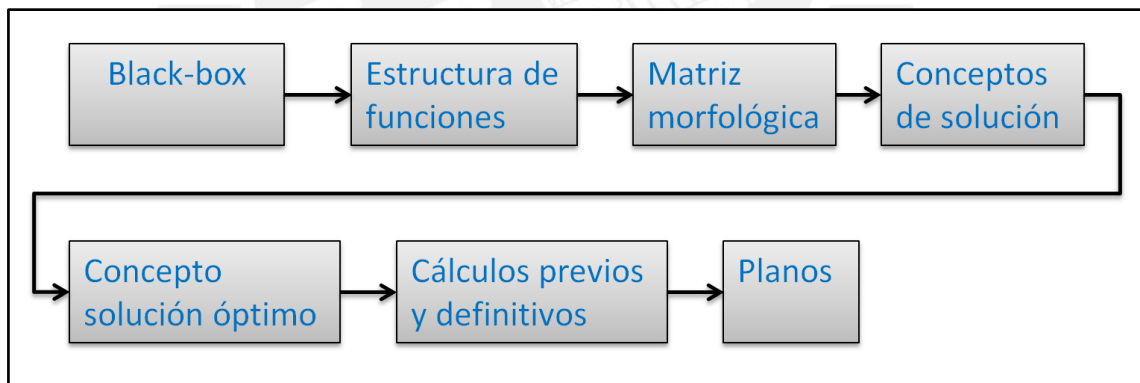 Black-box
Estructura de
funciones
Matriz
morfológica
Conceptos
de solución
Concepto
solución óptimo
Cálculos previos
y definitivos
Planos